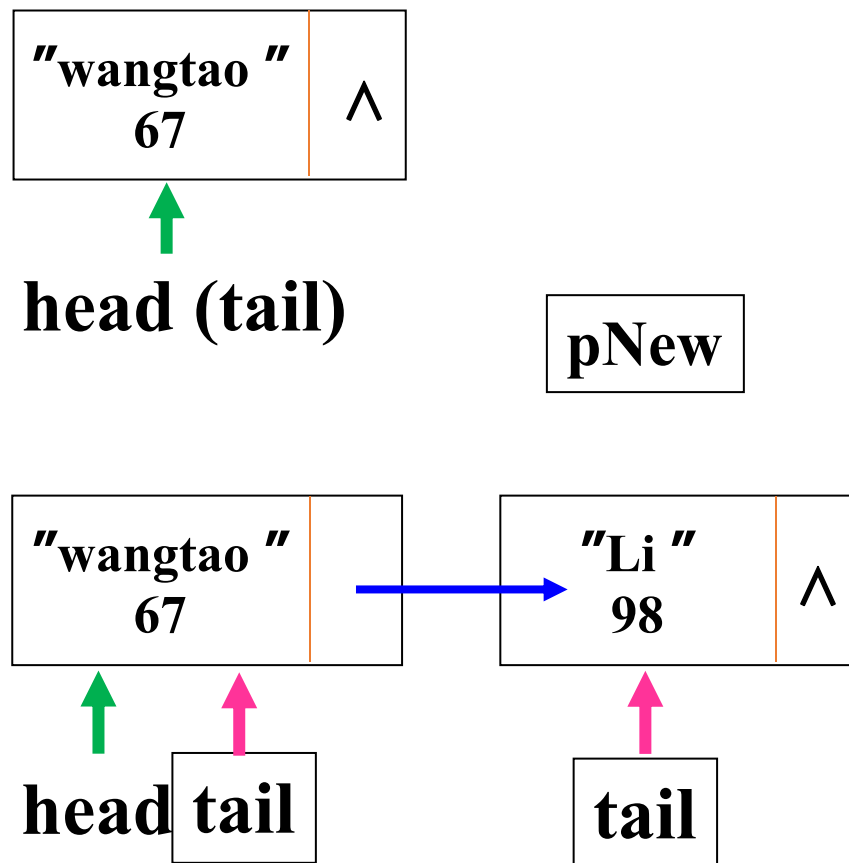 "wangtao "
67
∧
head (tail)
pNew
"wangtao "
67
"Li "
98
∧
head
tail
tail